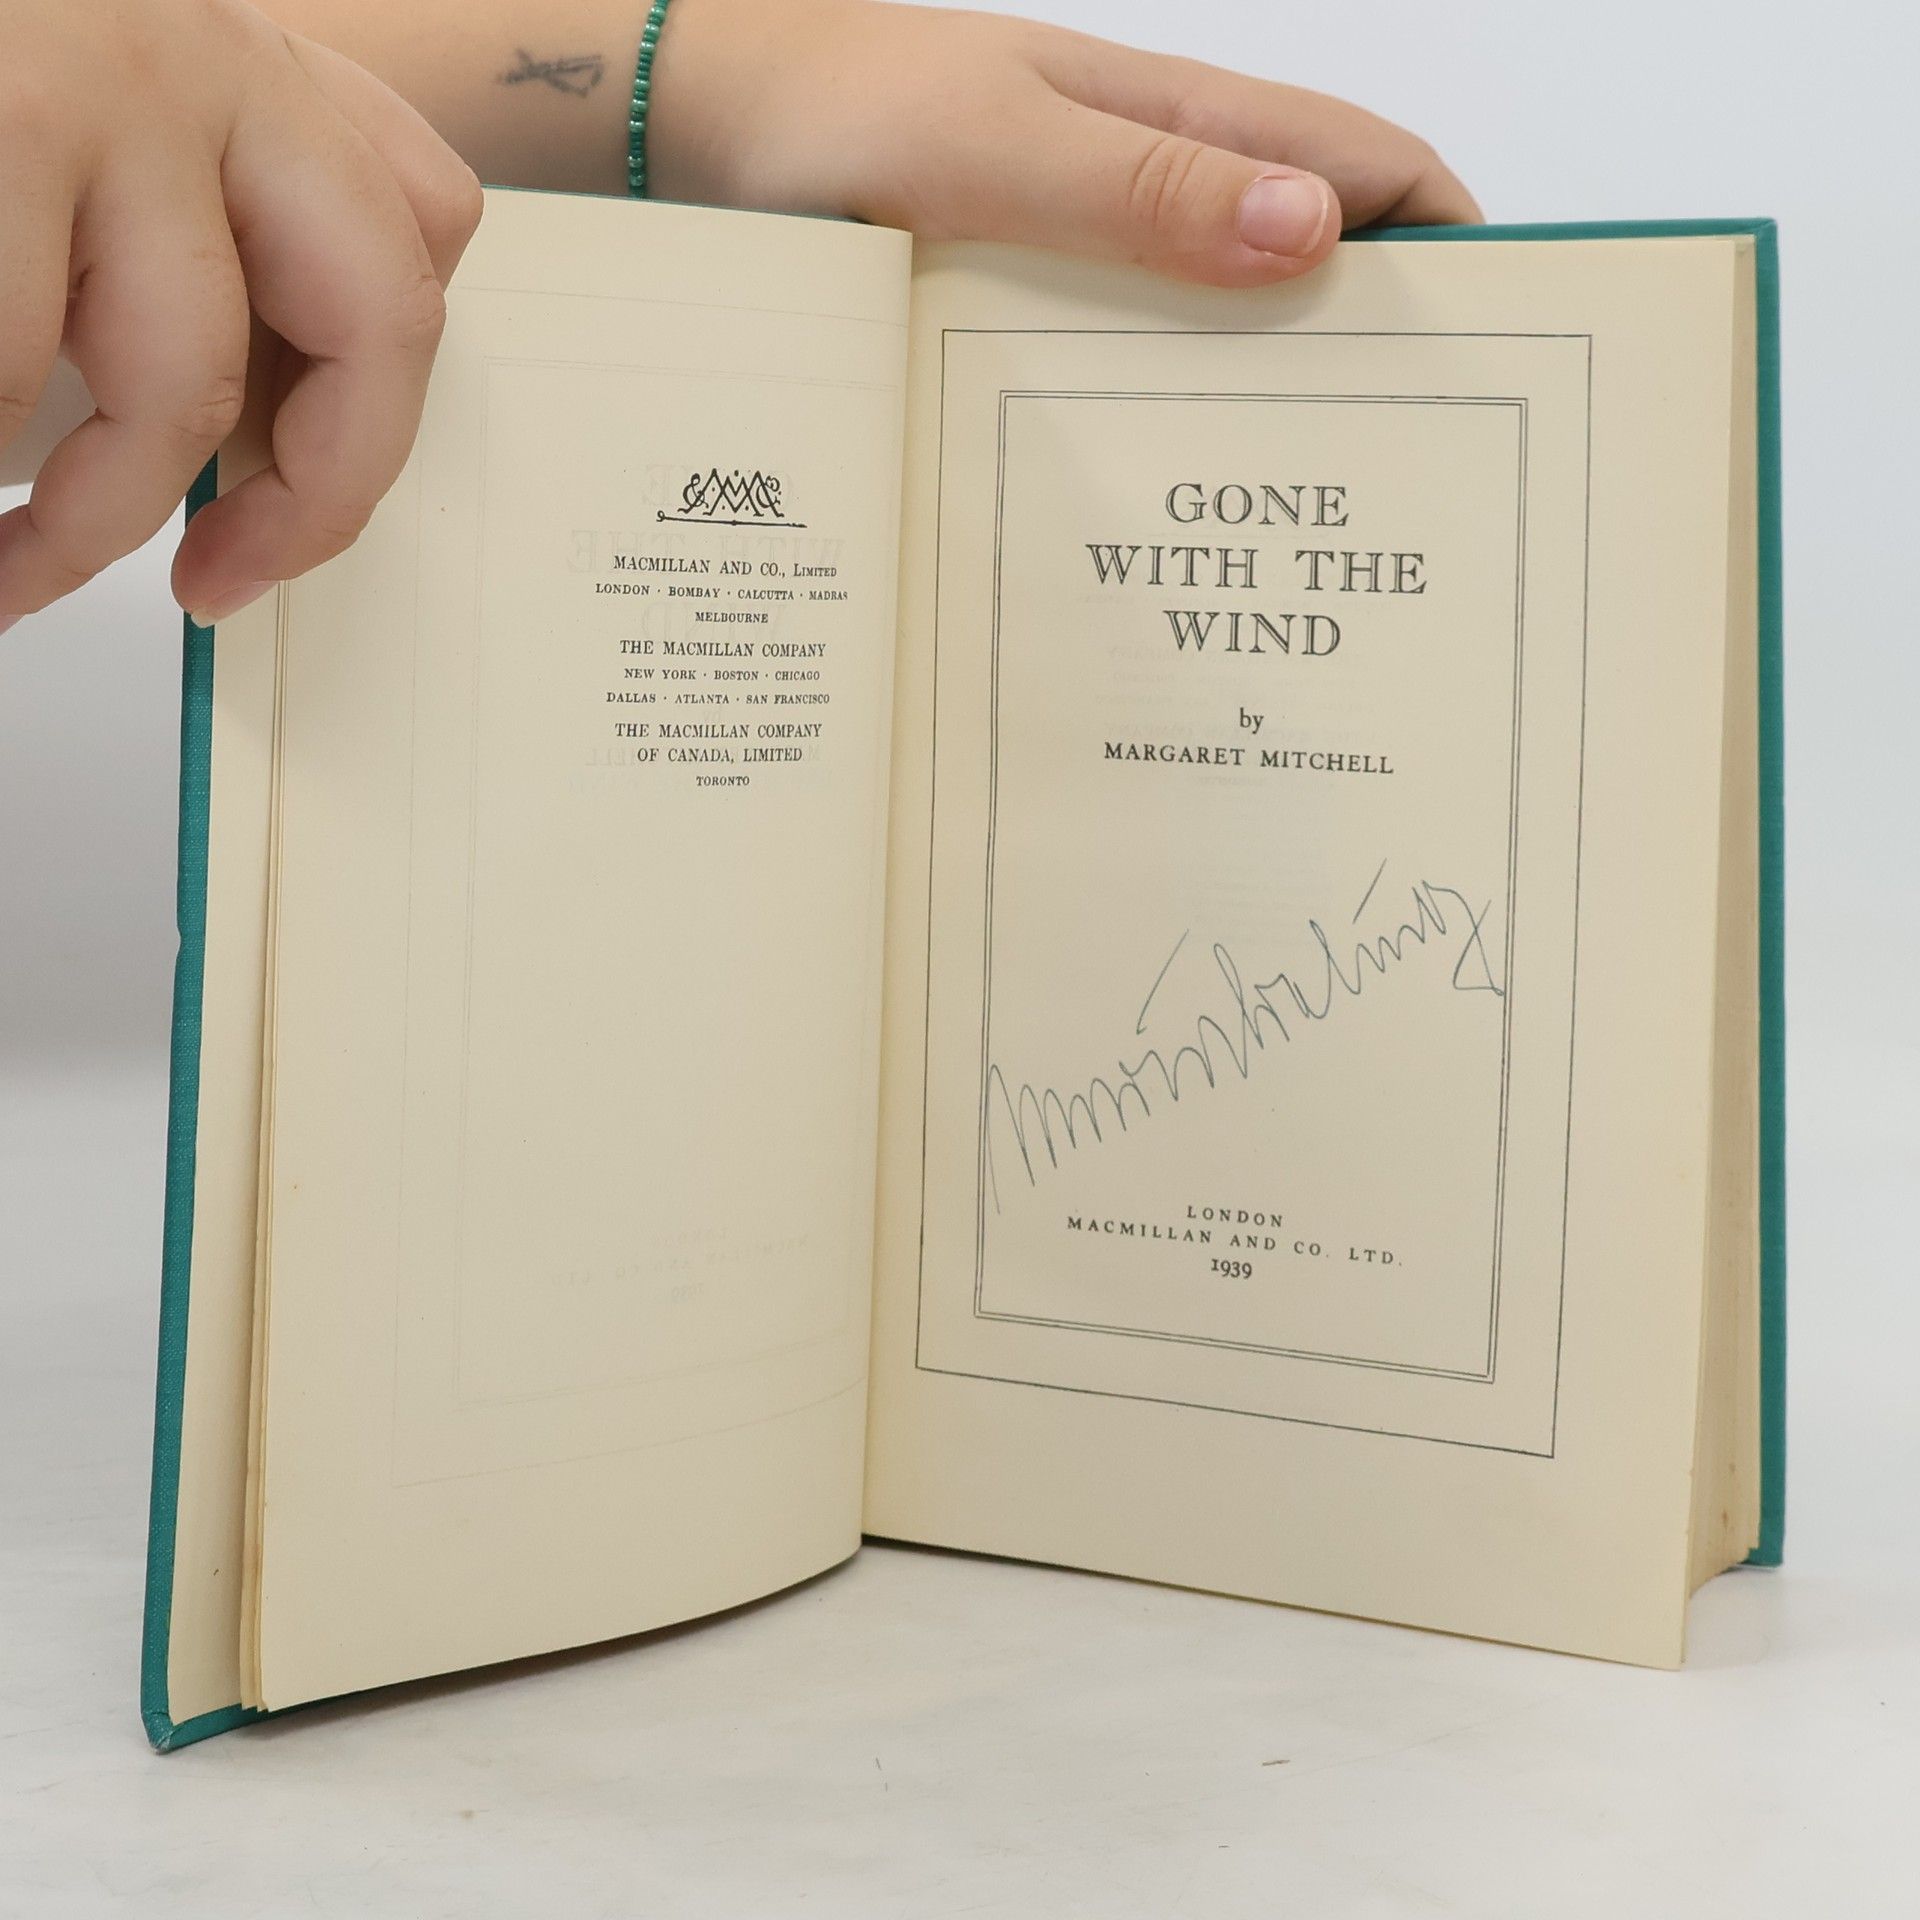 MACMILLAN AND CO., LIMITED
LONDON · BOMBAY · CALCUTTA · MADRAS
MELBOURNE
THE MACMILLAN COMPANY
NEW YORK · BOSTON · CHICAGO
DALLAS · ATLANTA · SAN FRANCISCO
THE MACMILLAN COMPANY
OF CANADA, LIMITED
TORONTO
GONE
WITH THE
WIND
by
MARGARET MITCHELL
LONDON
MACMILLAN AND CO. LTD.
1939